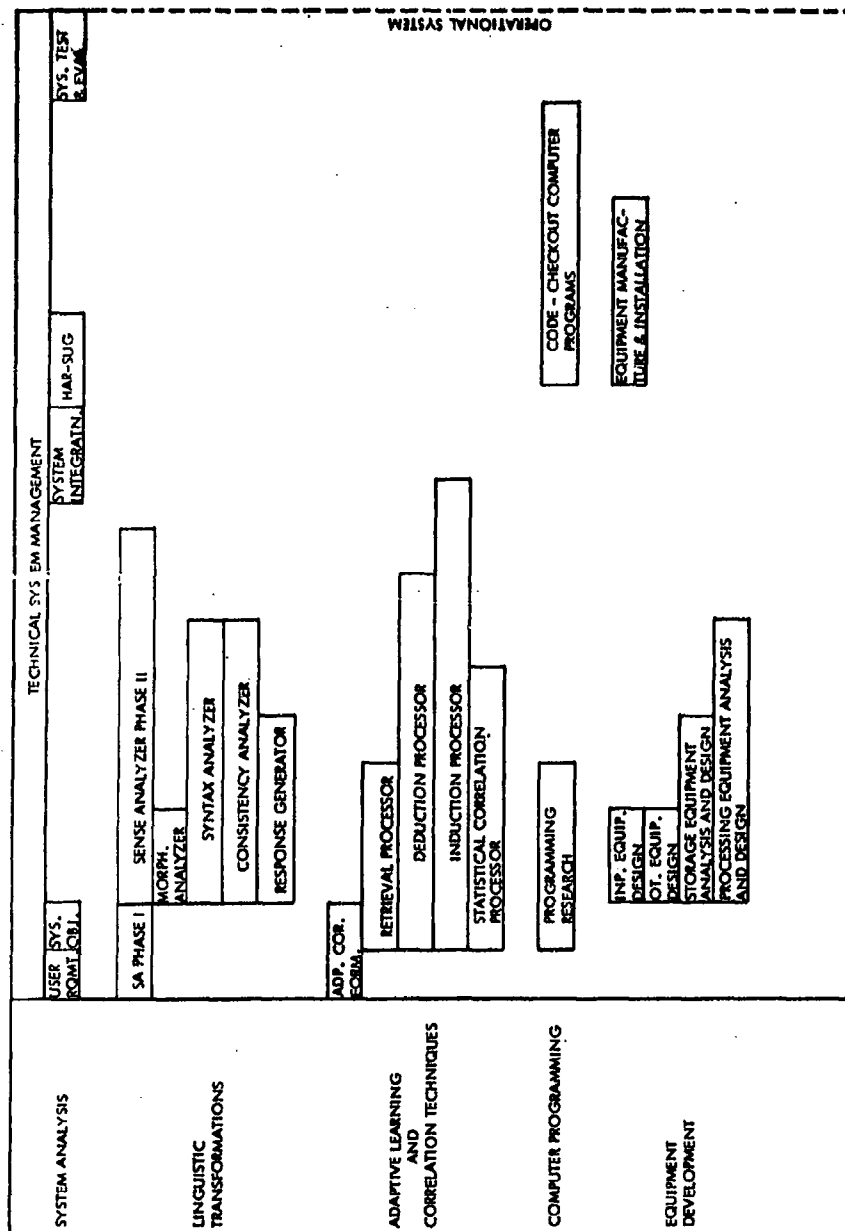 TECHNICAL SYS EM MANAGEMENT
SYSTEM ANALYSIS
USER
RQMT.
SYS.
OBJ.
SYSTEM
INTEGRATN.
HAR-SUG
SYS. TEST
& EVAL
LINGUISTIC
TRANSFORMATIONS
SA PHASE I
SENSE ANALYZER PHASE II
MORPH.
ANALYZER
SYNTAX ANALYZER
CONSISTENCY ANALYZER
RESPONSE GENERATOR
ADAPTIVE LEARNING
AND
CORRELATION TECHNIQUES
ADP. COR.
FORM.
RETRIEVAL PROCESSOR
DEDUCTION PROCESSOR
INDUCTION PROCESSOR
STATISTICAL CORRELATION
PROCESSOR
COMPUTER PROGRAMMING
PROGRAMMING
RESEARCH
CODE - CHECKOUT COMPUTER
PROGRAMS
EQUIPMENT
DEVELOPMENT
INP. EQUIP.
DESIGN
OT. EQUIP.
DESIGN
STORAGE EQUIPMENT
ANALYSIS AND DESIGN
PROCESSING EQUIPMENT ANALYSIS
AND DESIGN
EQUIPMENT MANUFAC-
TURE & INSTALLATION
OPERATIONAL SYSTEM